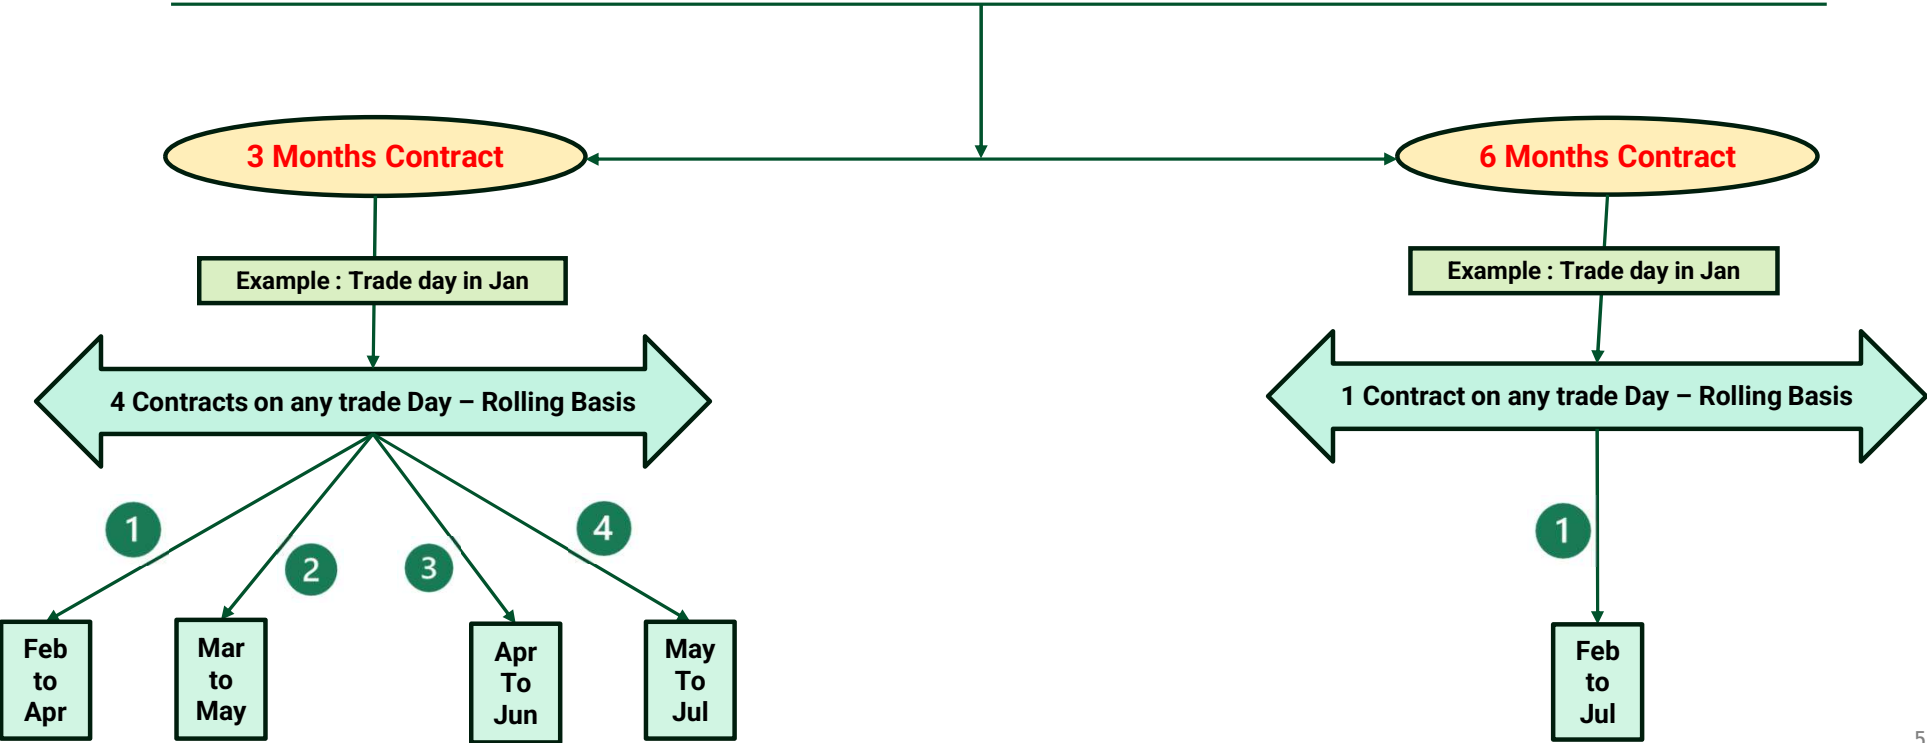 3 Months Contract
6 Months Contract
Example : Trade day in Jan
Example : Trade day in Jan
4 Contracts on any trade Day – Rolling Basis
1 Contract on any trade Day – Rolling Basis
1
2
3
4
1
Feb
to
Apr
Mar
to
May
Apr
To
Jun
May
To
Jul
Feb
to
Jul
5